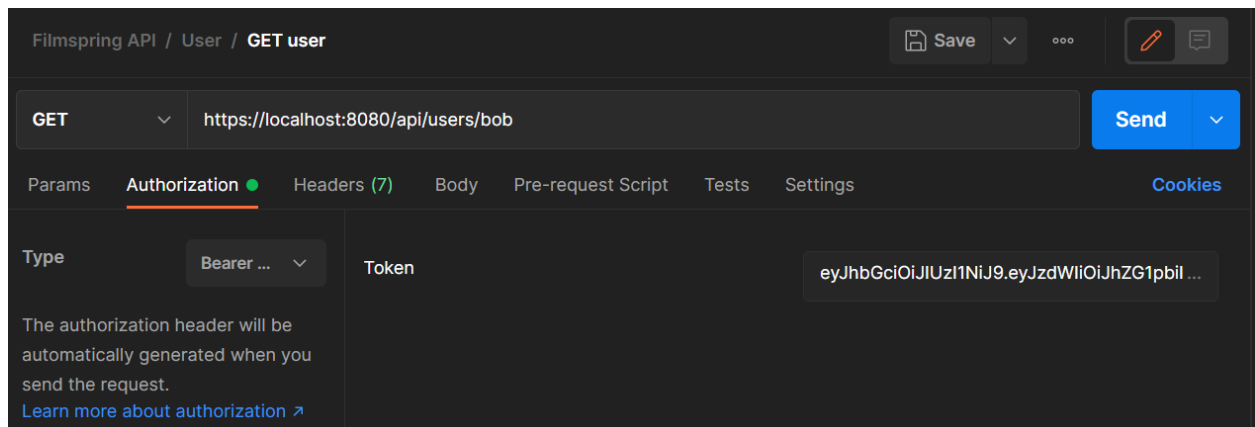 Filmspring API / User / GET user
Save
GET
https://localhost:8080/api/users/bob
Send
Params Authorization Headers (7) Body Pre-request Script Tests Settings Cookies
Type
Bearer ...
Token
eyJhbGciOiJIUzI1NiJ9.eyJzdWIiOiJhZG1pbiI ...
The authorization header will be
automatically generated when you
send the request.
Learn more about authorization ↗